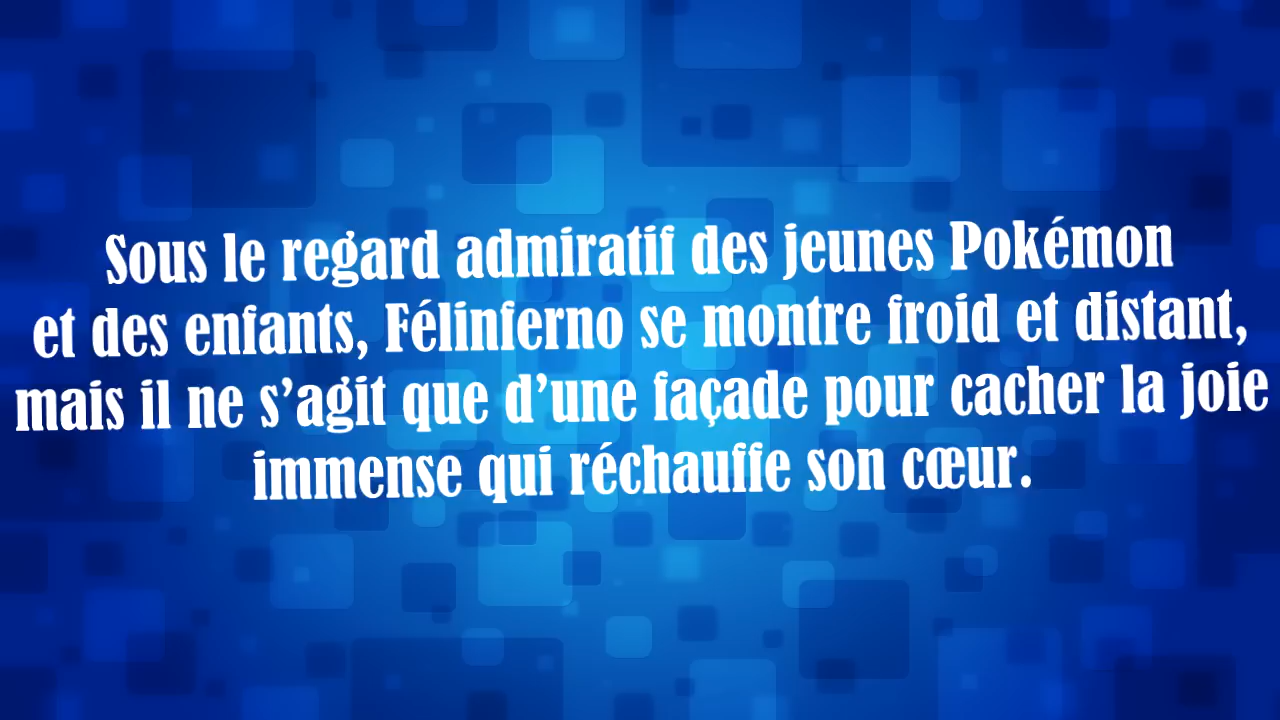 Sous le regard admiratif des jeunes Pokémon
et des enfants, Félinferno se montre froid et distant,
mais il ne s’agit que d’une façade pour cacher la joie
immense qui réchauffe son cœur.